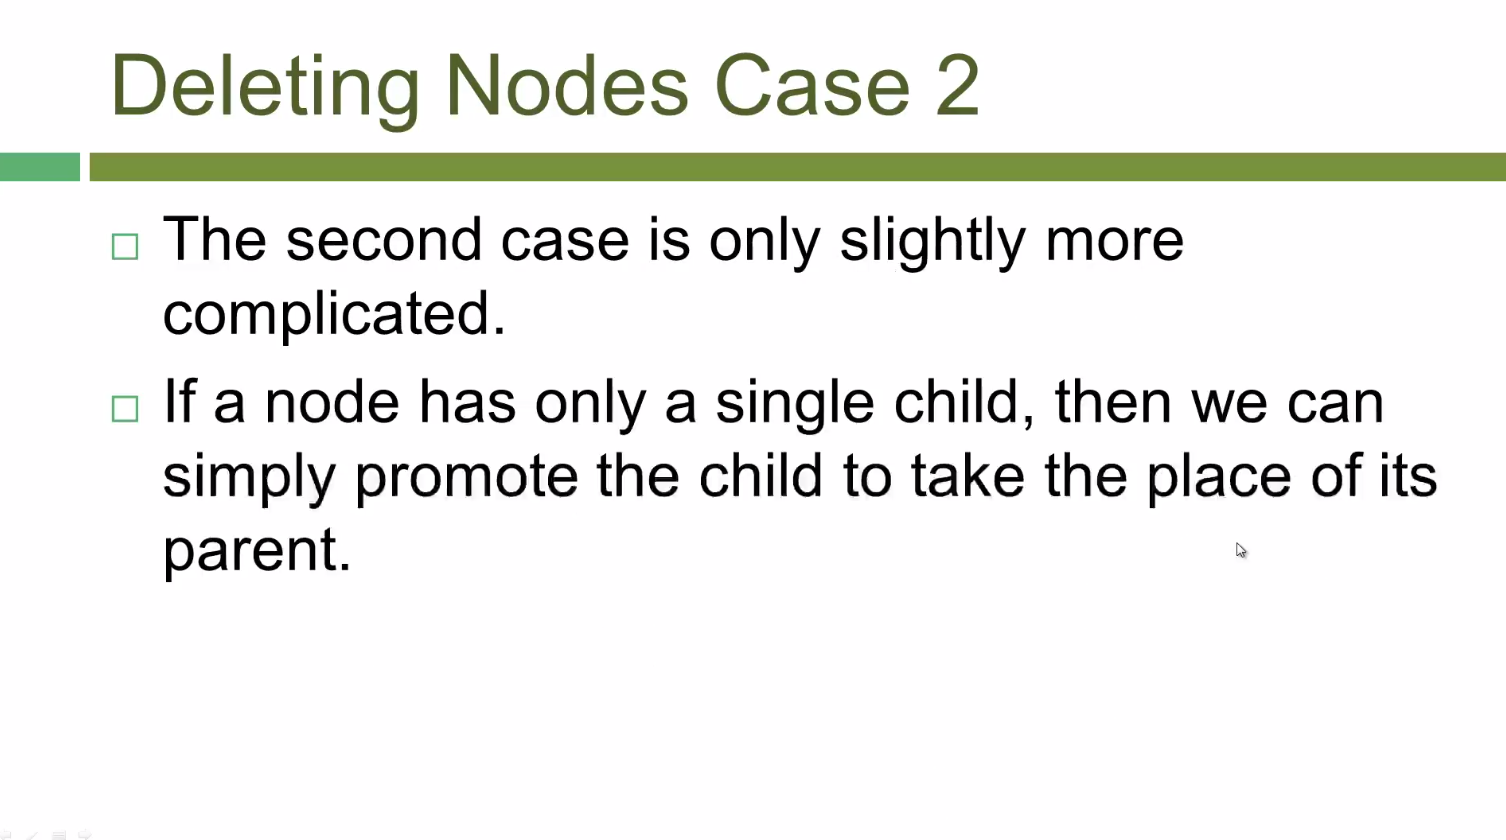 Deleting Nodes Case 2
The second case is only slightly more
complicated.
If a node has only a single child, then we can
simply promote the child to take the place of its
parent.